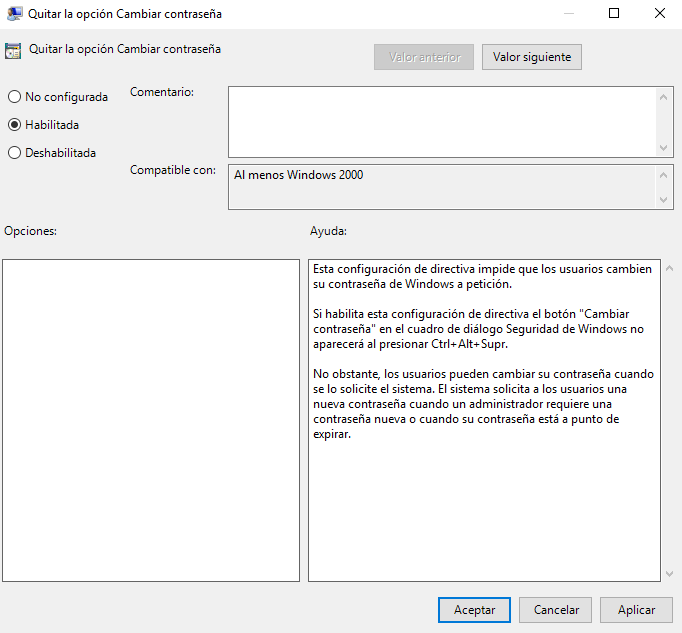 Quitar la opción Cambiar contraseña
Quitar la opción Cambiar contraseña
Valor anterior
Valor siguiente
No configurada
Habilitada
Deshabilitada
Comentario:
Compatible con:
Al menos Windows 2000
Opciones:
Ayuda:
Esta configuración de directiva impide que los usuarios cambien
su contraseña de Windows a petición.
Si habilita esta configuración de directiva el botón "Cambiar
contraseña" en el cuadro de diálogo Seguridad de Windows no
aparecerá al presionar Ctrl+Alt+Supr.
No obstante, los usuarios pueden cambiar su contraseña cuando
se lo solicite el sistema. El sistema solicita a los usuarios una
nueva contraseña cuando un administrador requiere una
contraseña nueva o cuando su contraseña está a punto de
expirar.
Aceptar
Cancelar
Aplicar